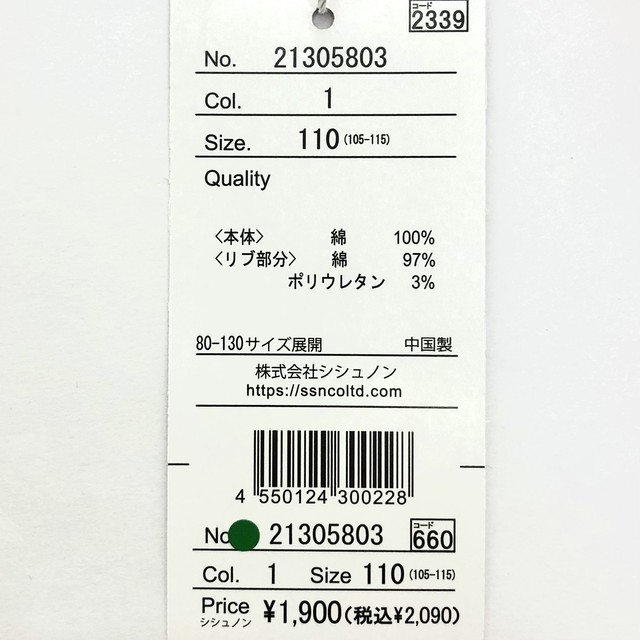 コード
2339
No. 21305803
Col. 1
Size. 110 (105-115)
Quality
〈本体〉 綿 100%
〈リブ部分〉 綿 97%
ポリウレタン 3%
80-130サイズ展開 中国製
株式会社シシュノン
https://ssncoltd.com
4 550124 300228
No 21305803 コード 660
Col. 1 Size 110 (105-115)
Price ¥1,900(税込¥2,090)
シシュノン